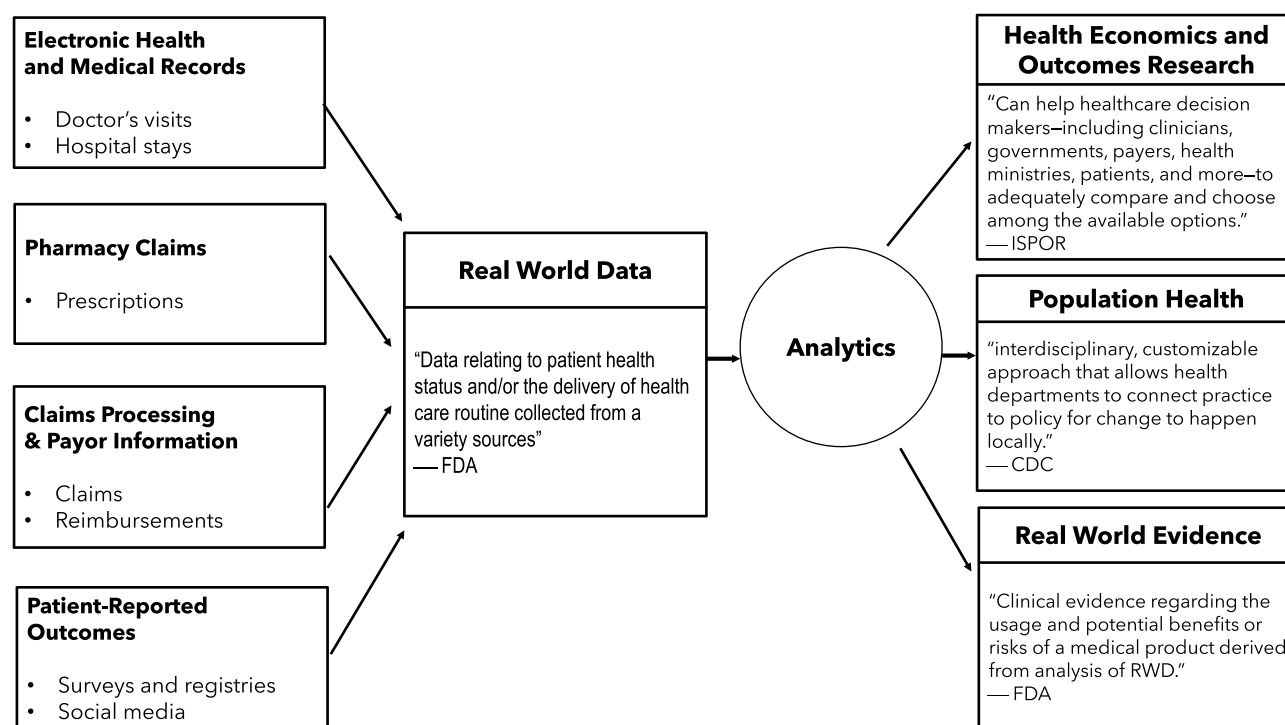 Electronic Health
and Medical Records
• Doctor’s visits
• Hospital stays
Pharmacy Claims
• Prescriptions
Claims Processing
& Payor Information
• Claims
• Reimbursements
Patient-Reported
Outcomes
• Surveys and registries
• Social media
Real World Data
“Data relating to patient health
status and/or the delivery of health
care routine collected from a
variety sources”
— FDA
Analytics
Health Economics and
Outcomes Research
“Can help healthcare decision
makers—including clinicians,
governments, payers, health
ministries, patients, and more—to
adequately compare and choose
among the available options.”
— ISPOR
Population Health
“interdisciplinary, customizable
approach that allows health
departments to connect practice
to policy for change to happen
locally.”
— CDC
Real World Evidence
“Clinical evidence regarding the
usage and potential benefits or
risks of a medical product derived
from analysis of RWD.”
— FDA